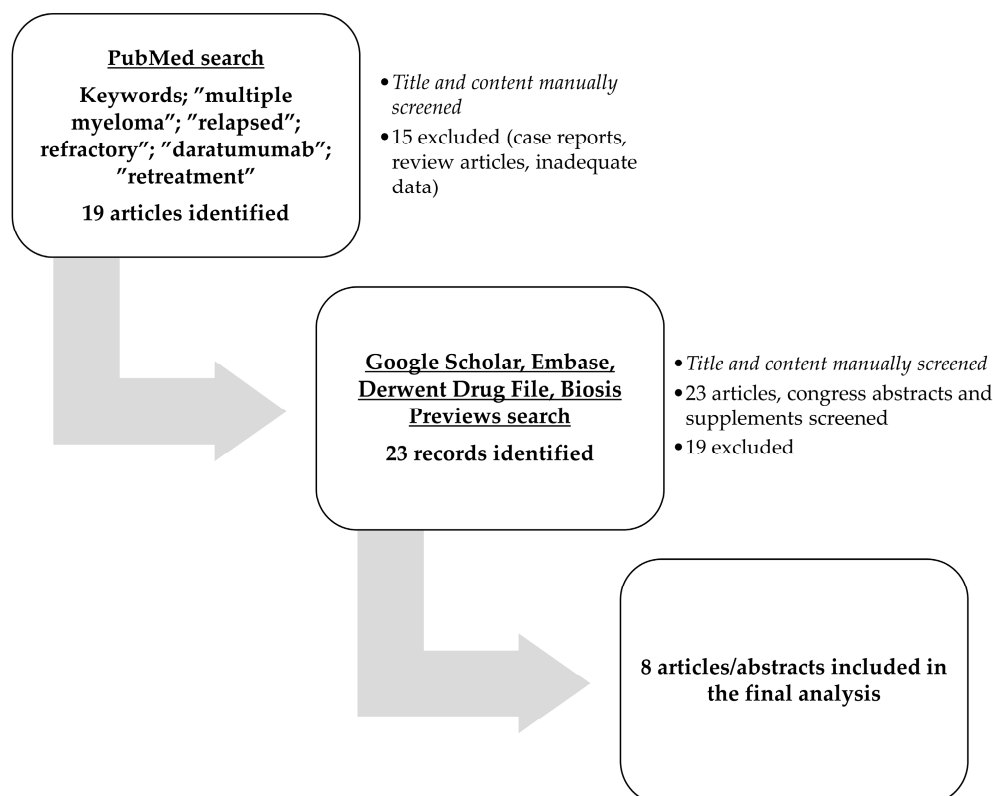 PubMed search
Keywords; ”multiple
myeloma”; ”relapsed”;
refractory”; ”daratumumab”;
”retreatment”
19 articles identified
•Title and content manually
screened
•15 excluded (case reports,
review articles, inadequate
data)
Google Scholar, Embase,
Derwent Drug File, Biosis
Previews search
23 records identified
•Title and content manually screened
•23 articles, congress abstracts and
supplements screened
•19 excluded
8 articles/abstracts included in
the final analysis